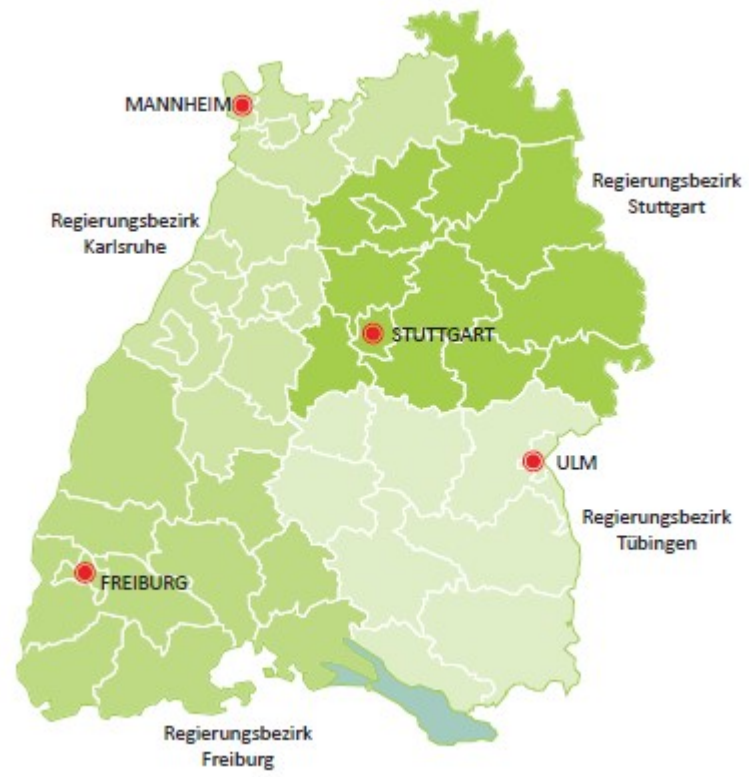 MANNHEIM
Regierungsbezirk
Stuttgart
Regierungsbezirk
Karlsruhe
STUTTGART
ULM
Regierungsbezirk
Tübingen
FREIBURG
Regierungsbezirk
Freiburg